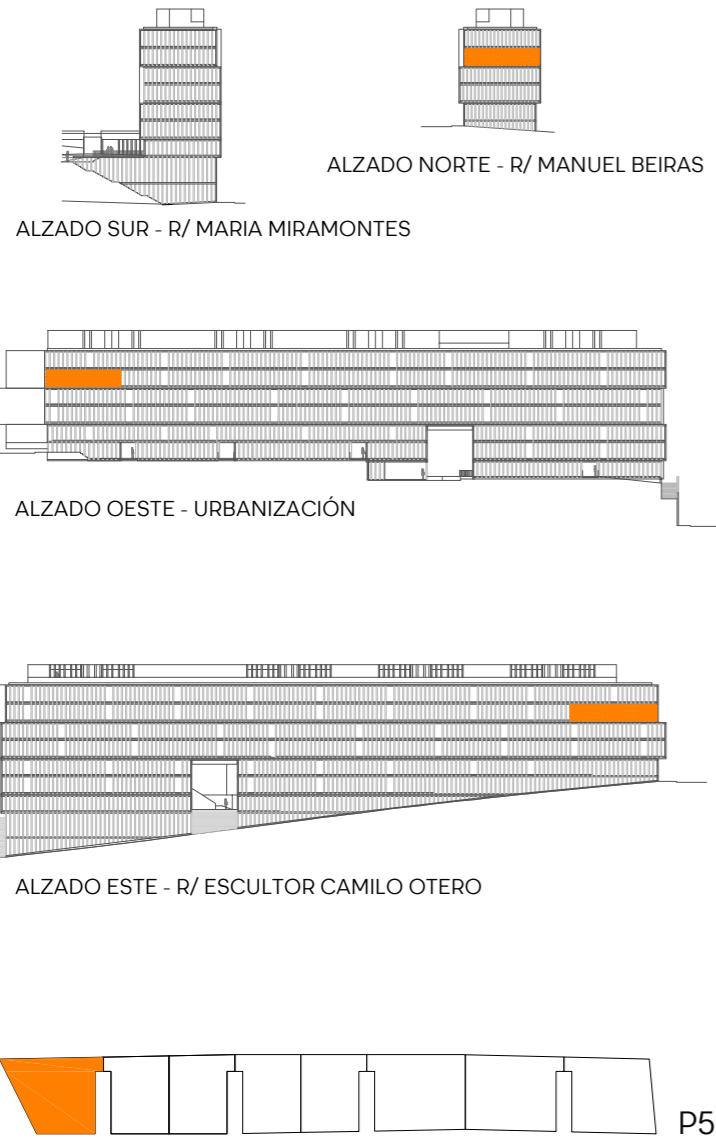 ALZADO NORTE - R/ MANUEL BEIRAS
ALZADO SUR - R/ MARIA MIRAMONTES
ALZADO OESTE - URBANIZACIÓN
ALZADO ESTE - R/ ESCULTOR CAMILO OTERO
P5